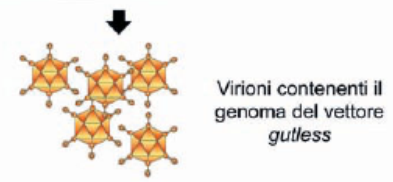 Virioni contenenti il
genoma del vettore
gutless